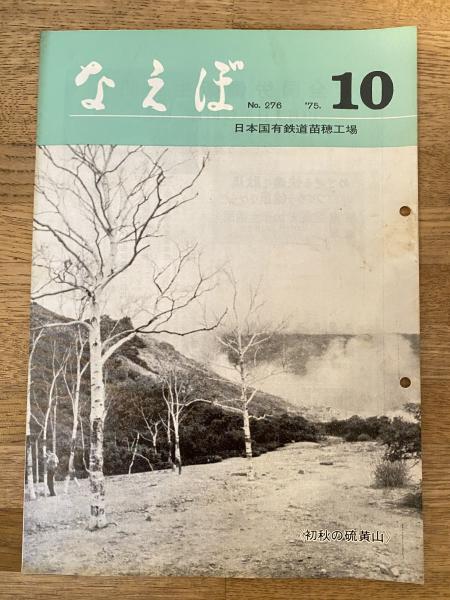 なえぼ No. 276 '75. 10
日本国有鉄道苗穂工場
〈初秋の硫黄山〉